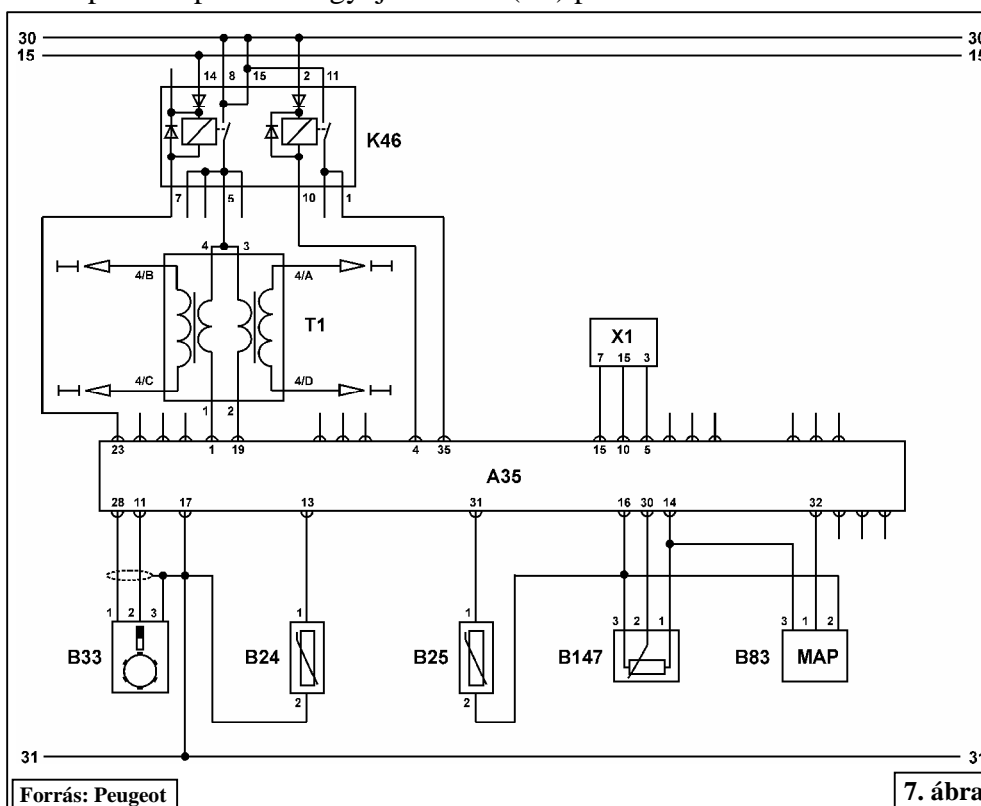 30 30
15 15
14 8 15 2 11
K46
7 5 10 1
4 3
4/B 4/A
T1
X1
7 15 3
4/C 4/D
1 2
23 1 19 4 35 15 10 5
A35
28 11 17 13 31 16 30 14 32
1 2 3 1 1 3 2 1 3 1 2
B33 B24 B25 B147 B83 MAP
2 2
31 31
Forrás: Peugeot 7. ábra